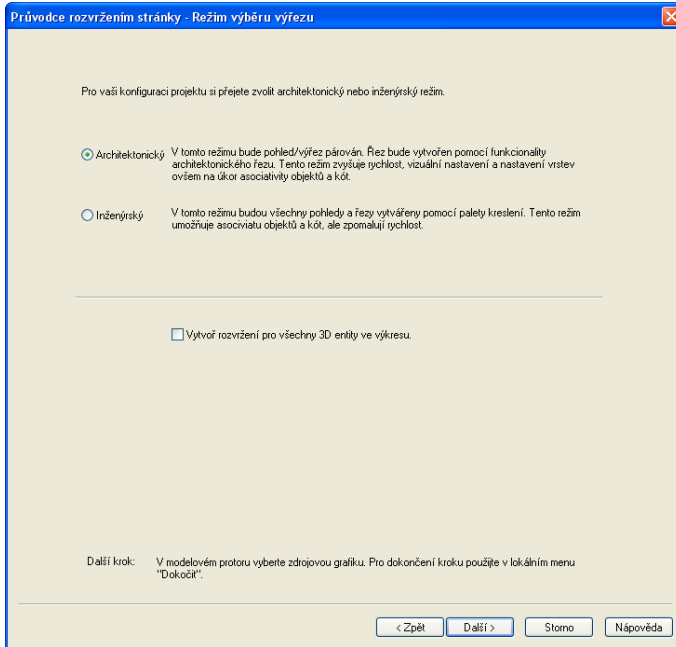 Průvodce rozvržením stránky - Režim výběru výřezu
Pro vaši konfiguraci projektu si přejete zvolit architektonický nebo inženýrský režim.
Architektonický
V tomto režimu bude pohled/výřez párován. Řez bude vytvořen pomocí funkcionality
architektonického řezu. Tento režim zvyšuje rychlost, vizuální nastavení a nastavení vrstev
ovšem na úkor asociativity objektů a kót.
Inženýrský
V tomto režimu budou všechny pohledy a řezy vytvářeny pomocí palety kreslení. Tento režim
umožňuje asociviatu objektů a kót, ale zpomalují rychlost.
Vytvoř rozvržení pro všechny 3D entity ve výkresu.
Další krok:
V modelovém protoru vyberte zdrojovou grafiku. Pro dokončení kroku použijte v lokálním menu
"Dokočit".
< Zpět
Další >
Storno
Nápověda